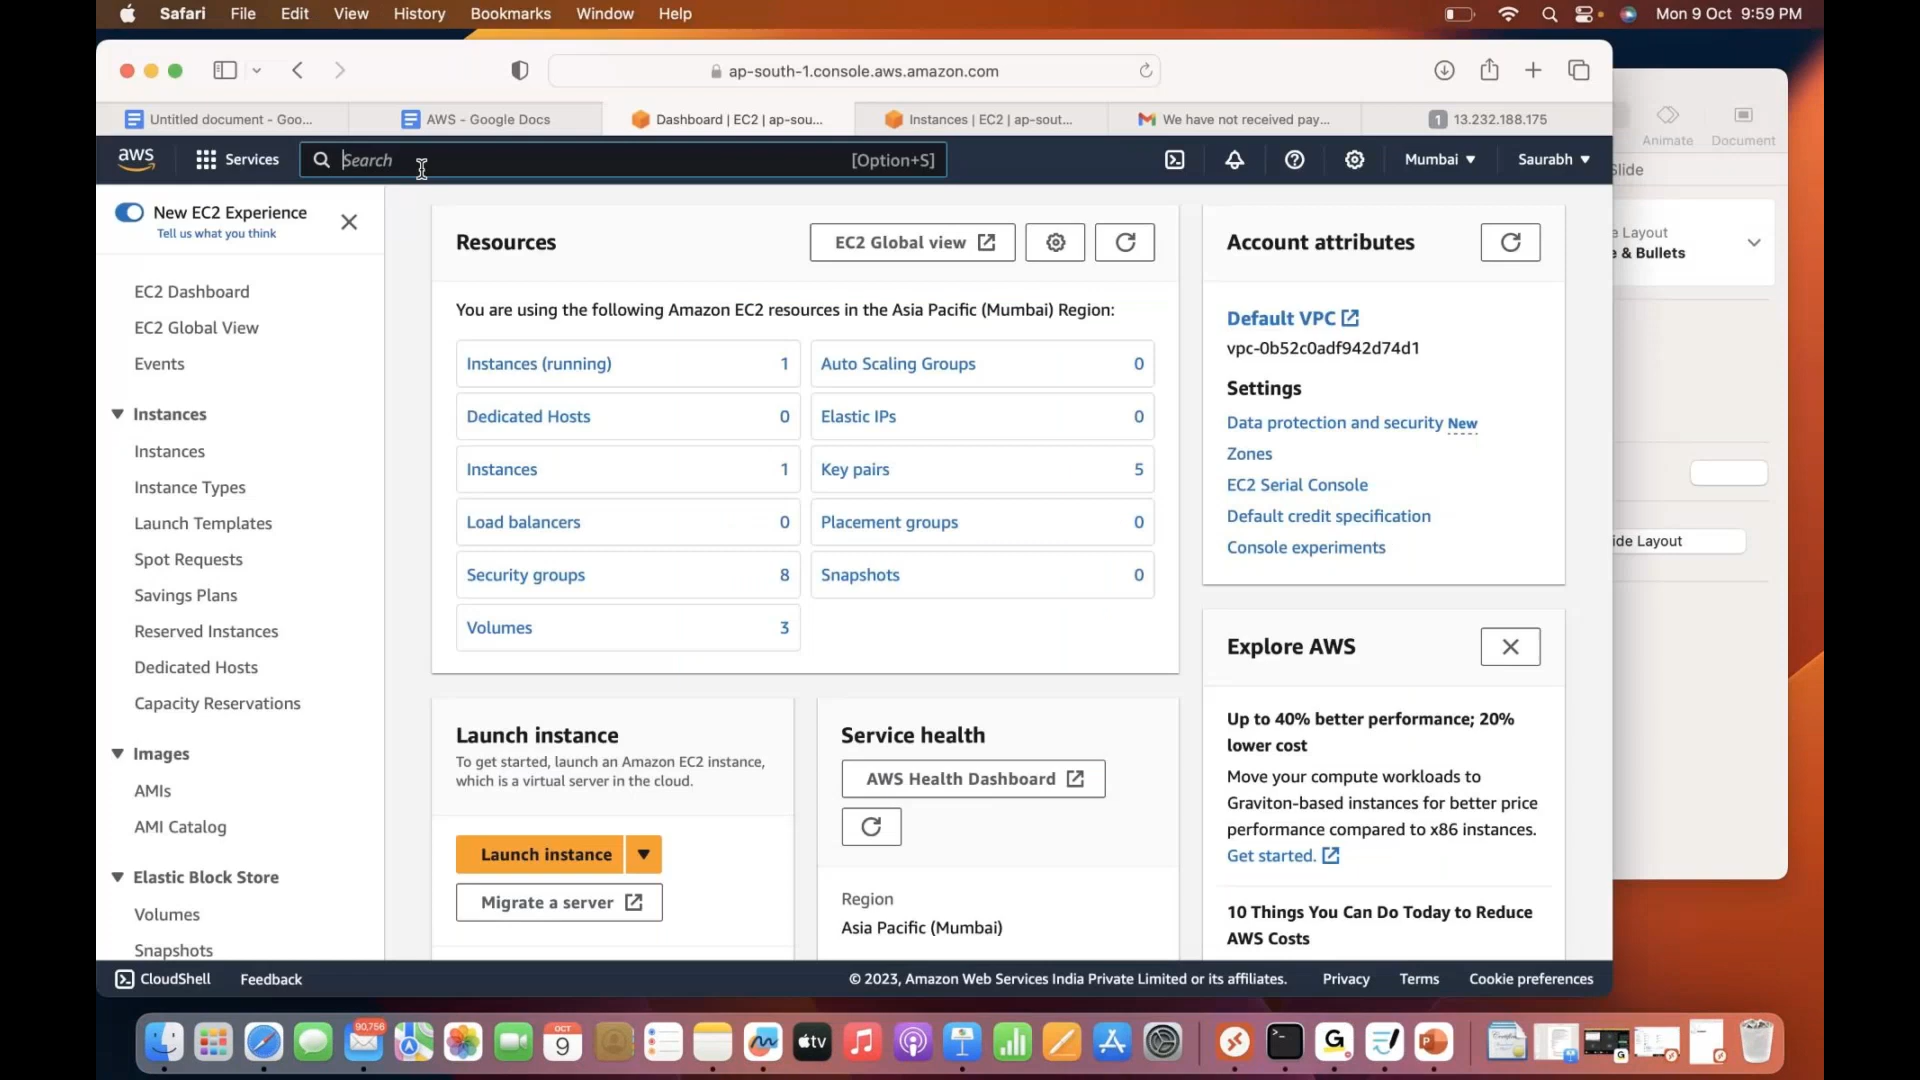 Safari File Edit View History Bookmarks Window Help
Mon 9 Oct 9:59 PM
ap-south-1.console.aws.amazon.com
Untitled document - Goo...
AWS - Google Docs
Dashboard | EC2 | ap-sou...
Instances | EC2 | ap-sout...
We have not received pay...
1 13.232.188.175
Animate
Document
aws
Services
Search
[Option+S]
Mumbai
Saurabh
Slide
New EC2 Experience
Tell us what you think
EC2 Dashboard
EC2 Global View
Events
Instances
Instances
Instance Types
Launch Templates
Spot Requests
Savings Plans
Reserved Instances
Dedicated Hosts
Capacity Reservations
Images
AMIs
AMI Catalog
Elastic Block Store
Volumes
Snapshots
Resources
EC2 Global view
You are using the following Amazon EC2 resources in the Asia Pacific (Mumbai) Region:
Instances (running) 1
Auto Scaling Groups 0
Dedicated Hosts 0
Elastic IPs 0
Instances 1
Key pairs 5
Load balancers 0
Placement groups 0
Security groups 8
Snapshots 0
Volumes 3
Launch instance
To get started, launch an Amazon EC2 instance,
which is a virtual server in the cloud.
Launch instance
Migrate a server
Service health
AWS Health Dashboard
Region
Asia Pacific (Mumbai)
Account attributes
Default VPC
vpc-0b52c0adf942d74d1
Settings
Data protection and security New
Zones
EC2 Serial Console
Default credit specification
Console experiments
Explore AWS
Up to 40% better performance; 20%
lower cost
Move your compute workloads to
Graviton-based instances for better price
performance compared to x86 instances.
Get started.
10 Things You Can Do Today to Reduce
AWS Costs
e Layout
e & Bullets
ide Layout
CloudShell
Feedback
© 2023, Amazon Web Services India Private Limited or its affiliates.
Privacy
Terms
Cookie preferences
90,756
OCT
9
tv